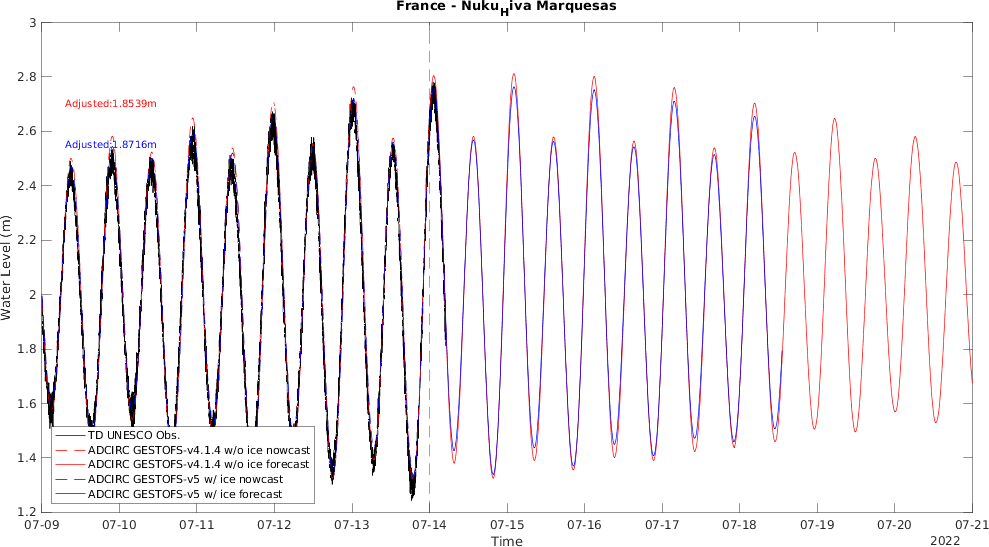 France - Nuku_Hiva Marquesas
3
2.8
2.6
2.4
2.2
2
1.8
1.6
1.4
1.2
Water Level (m)
Adjusted:1.8539m
Adjusted:1.8716m
TD UNESCO Obs.
ADCIRC GESTOFS-v4.1.4 w/o ice nowcast
ADCIRC GESTOFS-v4.1.4 w/o ice forecast
ADCIRC GESTOFS-v5 w/ ice nowcast
ADCIRC GESTOFS-v5 w/ ice forecast
07-09 07-10 07-11 07-12 07-13 07-14 07-15 07-16 07-17 07-18 07-19 07-20 07-21
Time
2022